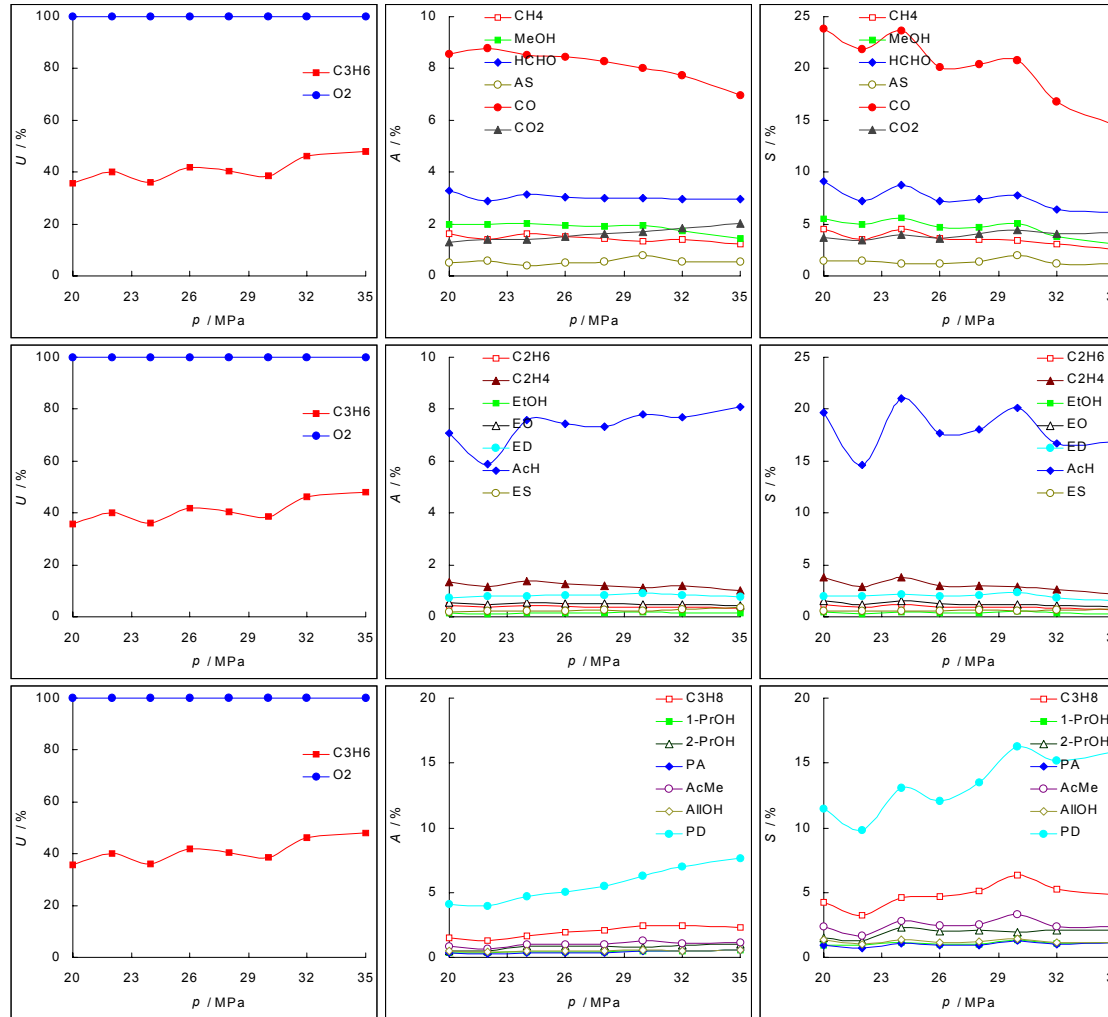 100
80
60
40
20
0
U / %
C3H6
O2
20 23 26 29 32 35
p / MPa
10
8
6
4
2
0
A / %
CH4
MeOH
HCHO
AS
CO
CO2
20 23 26 29 32 35
p / MPa
25
20
15
10
5
0
S / %
CH4
MeOH
HCHO
AS
CO
CO2
20 23 26 29 32 3
p / MPa
100
80
60
40
20
0
U / %
C3H6
O2
20 23 26 29 32 35
p / MPa
10
8
6
4
2
0
A / %
C2H6
C2H4
EtOH
EO
ED
AcH
ES
20 23 26 29 32 35
p / MPa
25
20
15
10
5
0
S / %
C2H6
C2H4
EtOH
EO
ED
AcH
ES
20 23 26 29 32 3
p / MPa
100
80
60
40
20
0
U / %
C3H6
O2
20 23 26 29 32 35
p / MPa
20
15
10
5
0
A / %
C3H8
1-PrOH
2-PrOH
PA
AcMe
AllOH
PD
20 23 26 29 32 35
p / MPa
20
15
10
5
0
S / %
C3H8
1-PrOH
2-PrOH
PA
AcMe
AllOH
PD
20 23 26 29 32 3
p / MPa